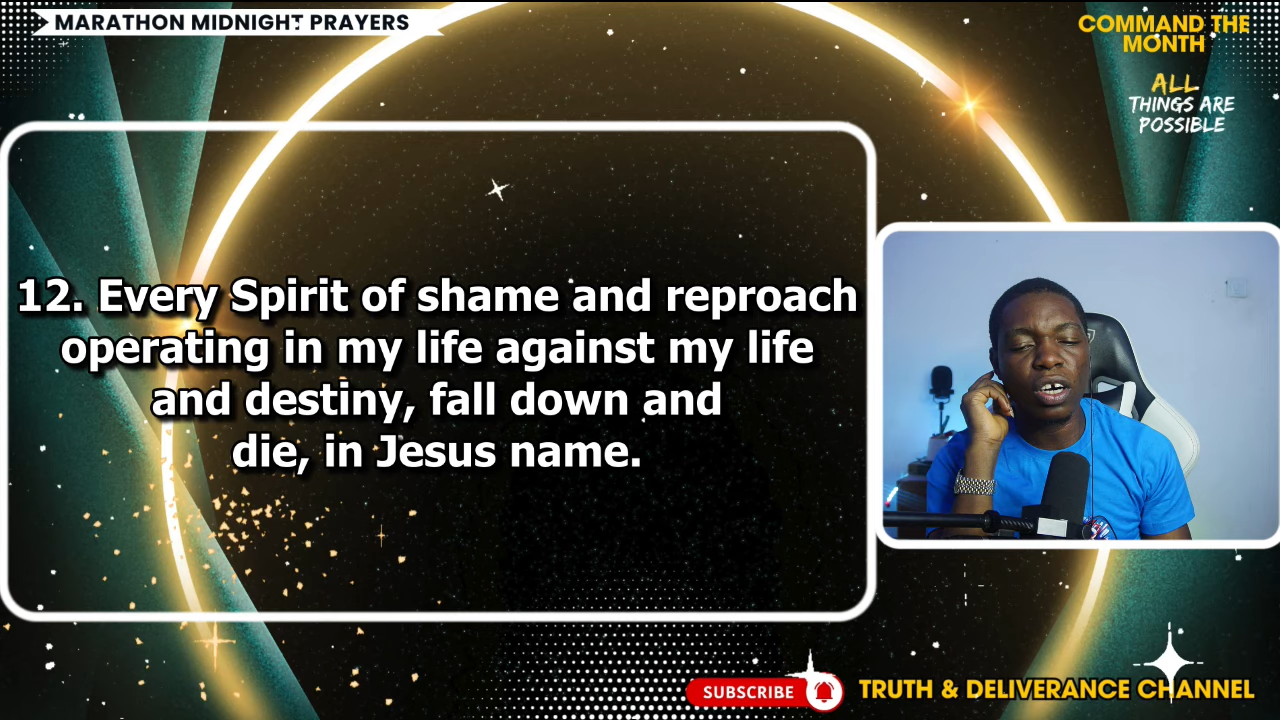 MARATHON MIDNIGHT PRAYERS
COMMAND THE
MONTH
ALL
THINGS ARE
POSSIBLE
12. Every Spirit of shame and reproach
operating in my life against my life
and destiny, fall down and
die, in Jesus name.
SUBSCRIBE
TRUTH & DELIVERANCE CHANNEL